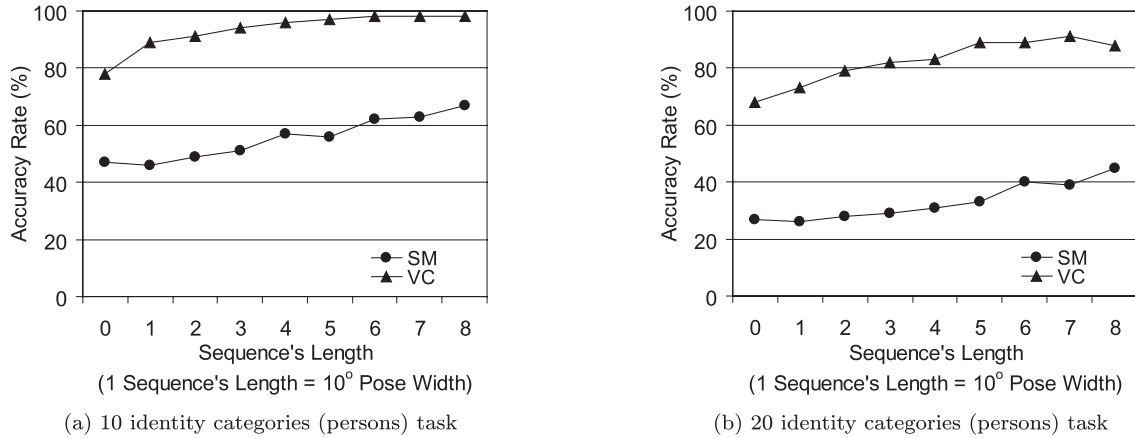 100
80
60
40
20
0
Accuracy Rate (%)
SM
VC
0 1 2 3 4 5 6 7 8
Sequence's Length
(1 Sequence's Length = 10° Pose Width)
(a) 10 identity categories (persons) task
100
80
60
40
20
0
Accuracy Rate (%)
SM
VC
0 1 2 3 4 5 6 7 8
Sequence's Length
(1 Sequence's Length = 10° Pose Width)
(b) 20 identity categories (persons) task